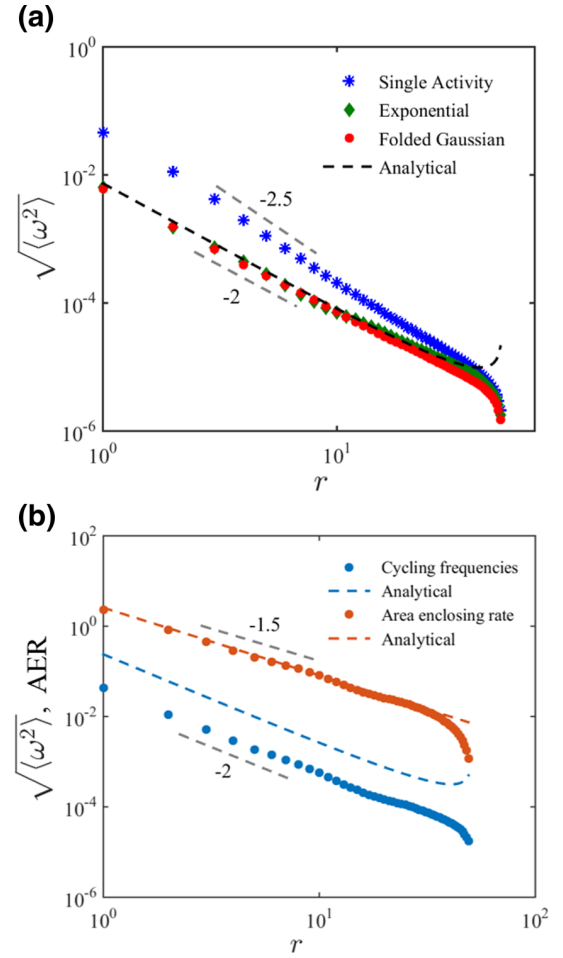 (a)
10^0
10^-2
10^-4
10^-6
√⟨ω²⟩
Single Activity
Exponential
Folded Gaussian
Analytical
-2.5
-2
10^0
10^1
r
(b)
10^2
10^0
10^-2
10^-4
10^-6
√⟨ω²⟩, AER
Cycling frequencies
Analytical
Area enclosing rate
Analytical
-1.5
-2
10^0
10^1
10^2
r